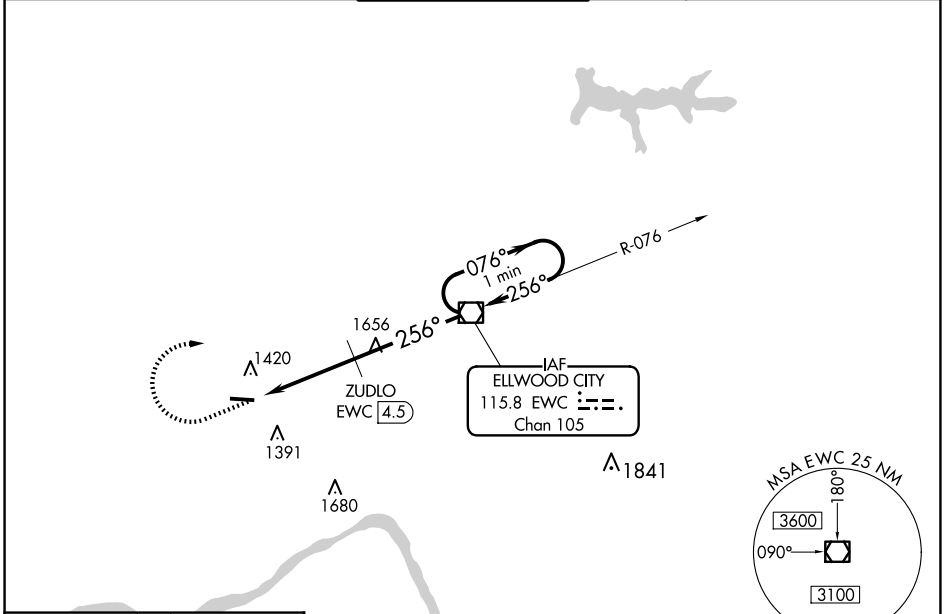 R-076
076°
1 min
256°
256°
1656
1420
ZUDLO
EWC 4.5
IAF
ELLWOOD CITY
115.8 EWC
Chan 105
1391
1841
1680
MSA EWC 25 NM
180°
3600
090°
3100